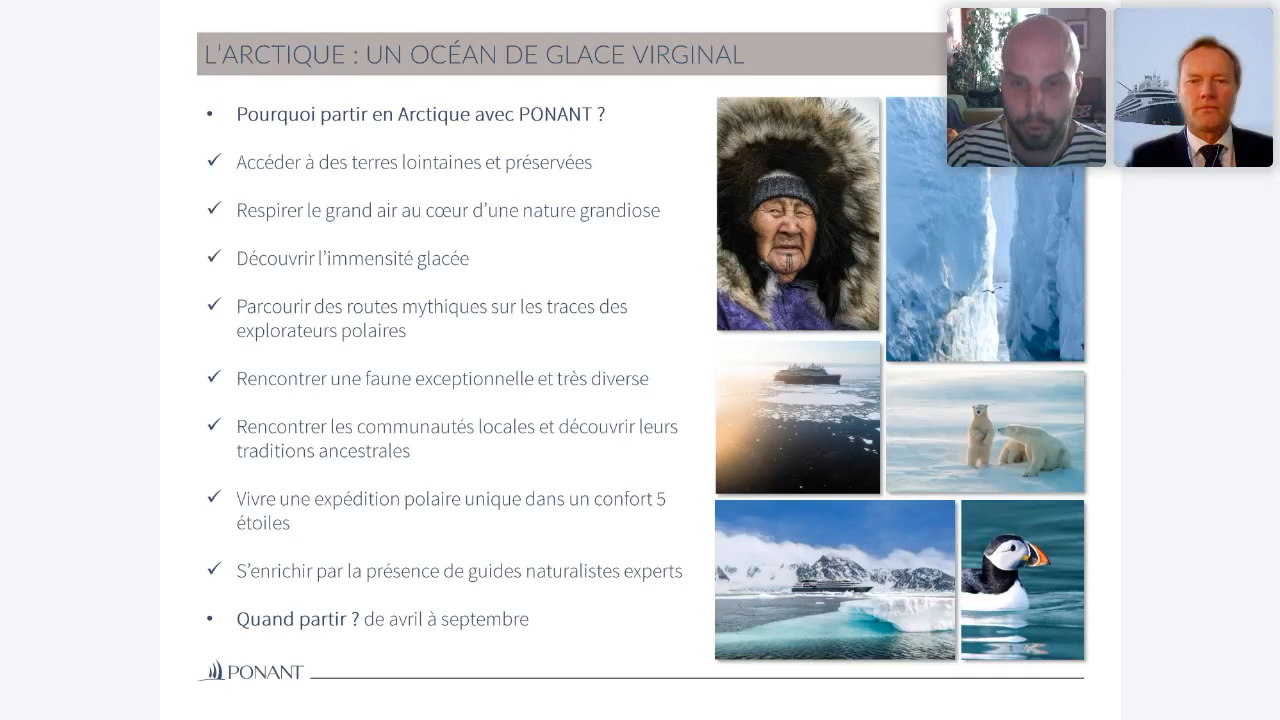 L’ARCTIQUE : UN OCÉAN DE GLACE VIRGINAL
• Pourquoi partir en Arctique avec PONANT ?
✓ Accéder à des terres lointaines et préservées
✓ Respirer le grand air au cœur d’une nature grandiose
✓ Découvrir l’immensité glacée
✓ Parcourir des routes mythiques sur les traces des
explorateurs polaires
✓ Rencontrer une faune exceptionnelle et très diverse
✓ Rencontrer les communautés locales et découvrir leurs
traditions ancestrales
✓ Vivre une expédition polaire unique dans un confort 5
étoiles
✓ S’enrichir par la présence de guides naturalistes experts
• Quand partir ? de avril à septembre
PONANT